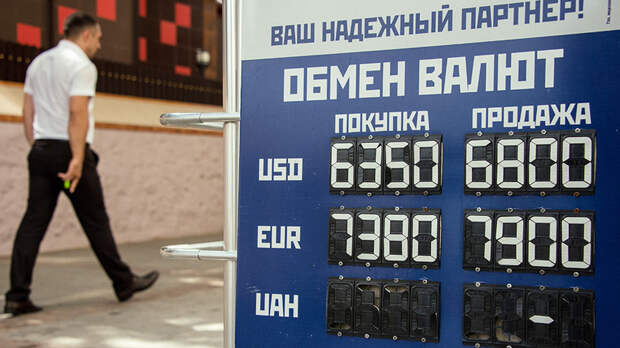 ВАШ НАДЕЖНЫЙ ПАРТНЕР!
ОБМЕН ВАЛЮТ
ПОКУПКА ПРОДАЖА
USD 6350 6800
EUR 7380 7900
UAH -